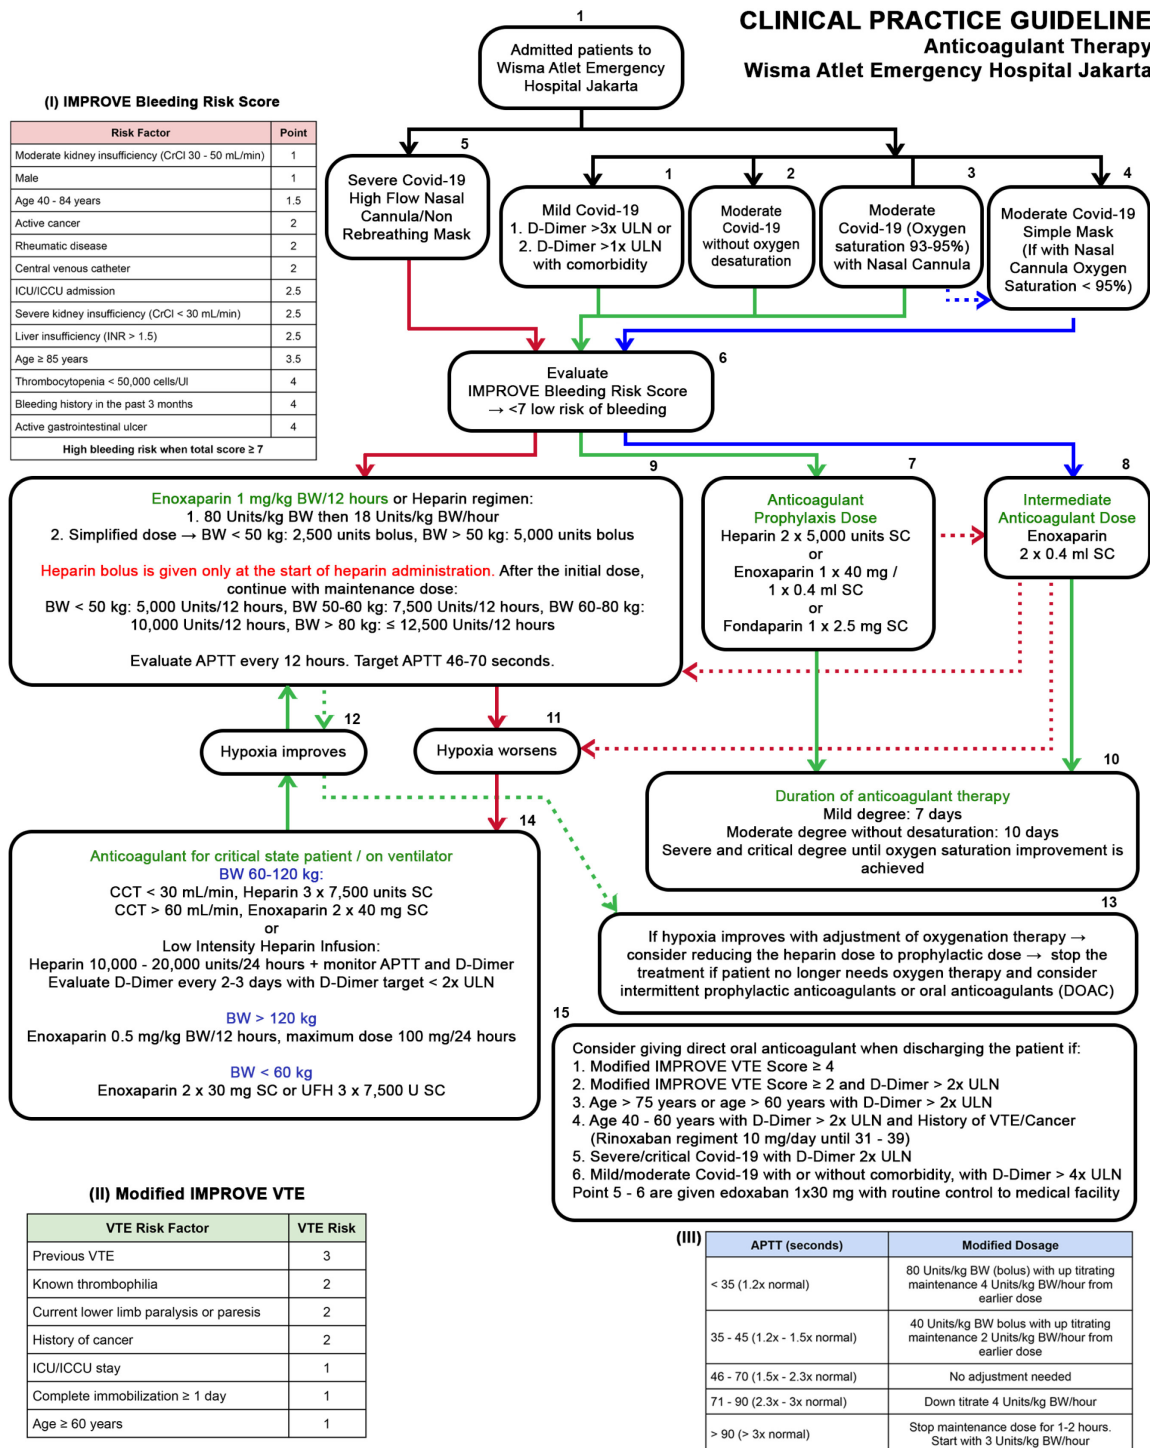 CLINICAL PRACTICE GUIDELINE
Anticoagulant Therapy
Wisma Atlet Emergency Hospital Jakarta
1
Admitted patients to
Wisma Atlet Emergency
Hospital Jakarta
(I) IMPROVE Bleeding Risk Score
Risk Factor Point
Moderate kidney insufficiency (CrCl 30 - 50 mL/min) 1
Male 1
Age 40 - 84 years 1.5
Active cancer 2
Rheumatic disease 2
Central venous catheter 2
ICU/ICCU admission 2.5
Severe kidney insufficiency (CrCl < 30 mL/min) 2.5
Liver insufficiency (INR > 1.5) 2.5
Age ≥ 85 years 3.5
Thrombocytopenia < 50,000 cells/Ul 4
Bleeding history in the past 3 months 4
Active gastrointestinal ulcer 4
High bleeding risk when total score ≥ 7
5
Severe Covid-19
High Flow Nasal
Cannula/Non
Rebreathing Mask
1
Mild Covid-19
1. D-Dimer >3x ULN or
2. D-Dimer >1x ULN
with comorbidity
2
Moderate
Covid-19
without oxygen
desaturation
3
Moderate
Covid-19 (Oxygen
saturation 93-95%)
with Nasal Cannula
4
Moderate Covid-19
Simple Mask
(If with Nasal
Cannula Oxygen
Saturation < 95%)
6
Evaluate
IMPROVE Bleeding Risk Score
→ <7 low risk of bleeding
9
Enoxaparin 1 mg/kg BW/12 hours or Heparin regimen:
1. 80 Units/kg BW then 18 Units/kg BW/hour
2. Simplified dose → BW < 50 kg: 2,500 units bolus, BW > 50 kg: 5,000 units bolus
Heparin bolus is given only at the start of heparin administration. After the initial dose,
continue with maintenance dose:
BW < 50 kg: 5,000 Units/12 hours, BW 50-60 kg: 7,500 Units/12 hours, BW 60-80 kg:
10,000 Units/12 hours, BW > 80 kg: ≤ 12,500 Units/12 hours
Evaluate APTT every 12 hours. Target APTT 46-70 seconds.
7
Anticoagulant
Prophylaxis Dose
Heparin 2 x 5,000 units SC
or
Enoxaparin 1 x 40 mg /
1 x 0.4 ml SC
or
Fondaparin 1 x 2.5 mg SC
8
Intermediate
Anticoagulant Dose
Enoxaparin
2 x 0.4 ml SC
12
Hypoxia improves
11
Hypoxia worsens
10
Duration of anticoagulant therapy
Mild degree: 7 days
Moderate degree without desaturation: 10 days
Severe and critical degree until oxygen saturation improvement is
achieved
14
Anticoagulant for critical state patient / on ventilator
BW 60-120 kg:
CCT < 30 mL/min, Heparin 3 x 7,500 units SC
CCT > 60 mL/min, Enoxaparin 2 x 40 mg SC
or
Low Intensity Heparin Infusion:
Heparin 10,000 - 20,000 units/24 hours + monitor APTT and D-Dimer
Evaluate D-Dimer every 2-3 days with D-Dimer target < 2x ULN
BW > 120 kg
Enoxaparin 0.5 mg/kg BW/12 hours, maximum dose 100 mg/24 hours
BW < 60 kg
Enoxaparin 2 x 30 mg SC or UFH 3 x 7,500 U SC
13
If hypoxia improves with adjustment of oxygenation therapy →
consider reducing the heparin dose to prophylactic dose → stop the
treatment if patient no longer needs oxygen therapy and consider
intermittent prophylactic anticoagulants or oral anticoagulants (DOAC)
15
Consider giving direct oral anticoagulant when discharging the patient if:
1. Modified IMPROVE VTE Score ≥ 4
2. Modified IMPROVE VTE Score ≥ 2 and D-Dimer > 2x ULN
3. Age > 75 years or age > 60 years with D-Dimer > 2x ULN
4. Age 40 - 60 years with D-Dimer > 2x ULN and History of VTE/Cancer
(Rinoxaban regiment 10 mg/day until 31 - 39)
5. Severe/critical Covid-19 with D-Dimer 2x ULN
6. Mild/moderate Covid-19 with or without comorbidity, with D-Dimer > 4x ULN
Point 5 - 6 are given edoxaban 1x30 mg with routine control to medical facility
(II) Modified IMPROVE VTE
VTE Risk Factor VTE Risk
Previous VTE 3
Known thrombophilia 2
Current lower limb paralysis or paresis 2
History of cancer 2
ICU/ICCU stay 1
Complete immobilization ≥ 1 day 1
Age ≥ 60 years 1
(III)
APTT (seconds) Modified Dosage
< 35 (1.2x normal) 80 Units/kg BW (bolus) with up titrating
maintenance 4 Units/kg BW/hour from
earlier dose
35 - 45 (1.2x - 1.5x normal) 40 Units/kg BW bolus with up titrating
maintenance 2 Units/kg BW/hour from
earlier dose
46 - 70 (1.5x - 2.3x normal) No adjustment needed
71 - 90 (2.3x - 3x normal) Down titrate 4 Units/kg BW/hour
> 90 (> 3x normal) Stop maintenance dose for 1-2 hours.
Start with 3 Units/kg BW/hour